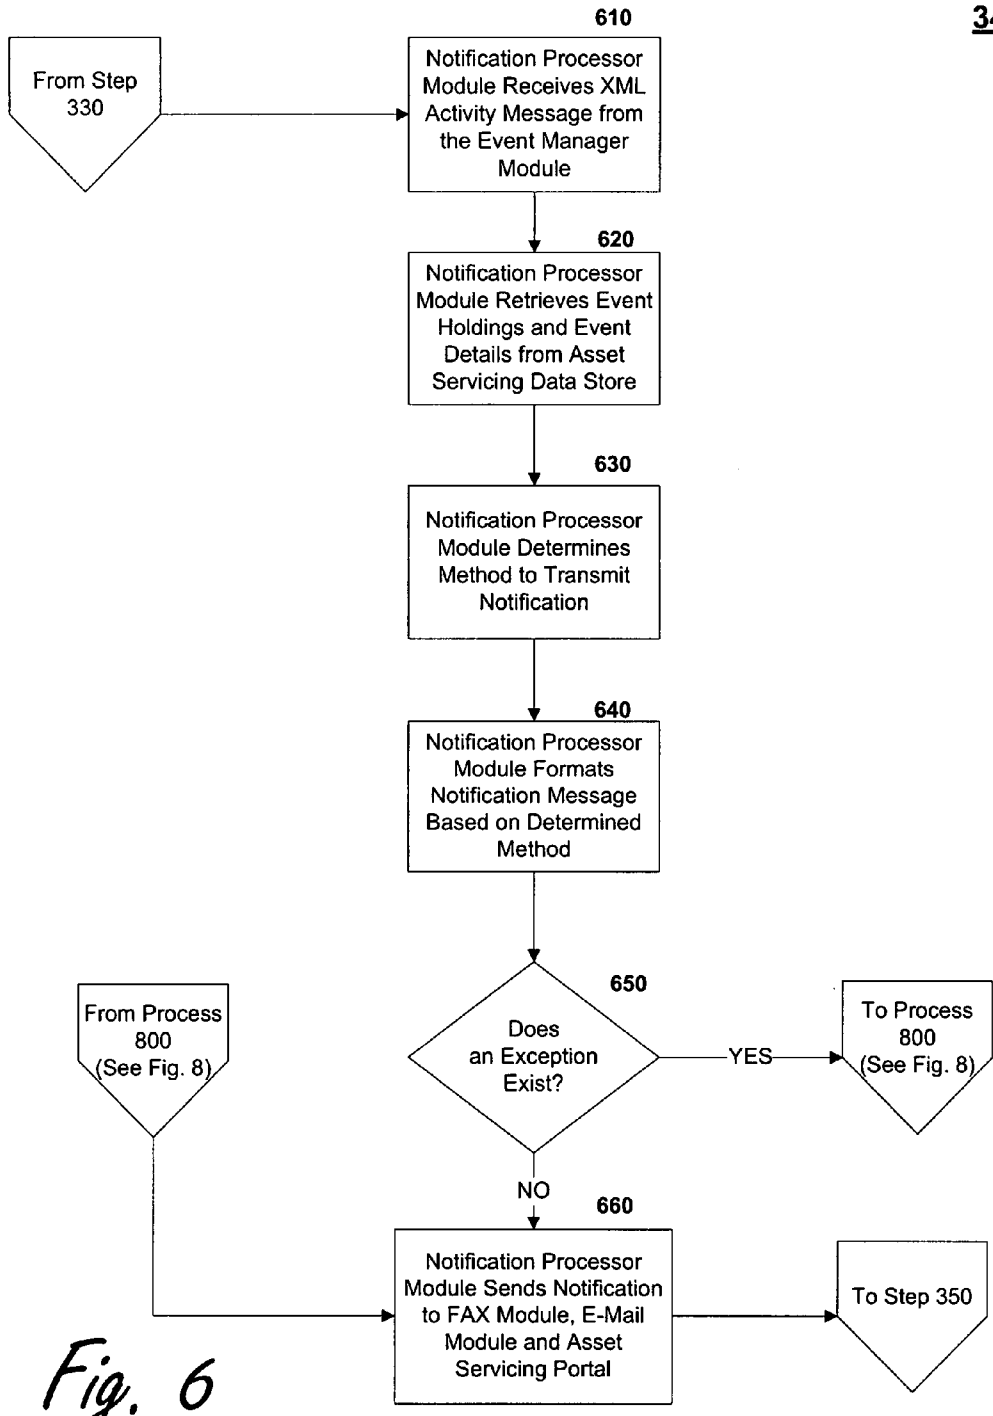 610
From Step
330
Notification Processor
Module Receives XML
Activity Message from
the Event Manager
Module
620
Notification Processor
Module Retrieves Event
Holdings and Event
Details from Asset
Servicing Data Store
630
Notification Processor
Module Determines
Method to Transmit
Notification
640
Notification Processor
Module Formats
Notification Message
Based on Determined
Method
650
Does
an Exception
Exist?
YES
To Process
800
(See Fig. 8)
From Process
800
(See Fig. 8)
NO
660
Notification Processor
Module Sends Notification
to FAX Module, E-Mail
Module and Asset
Servicing Portal
To Step 350
Fig. 6